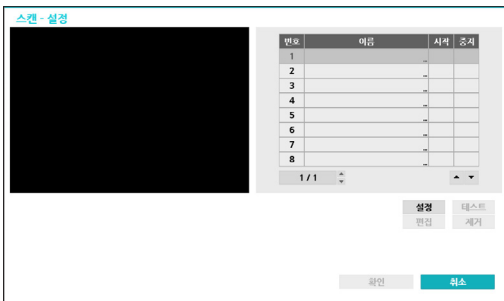 스캔 - 설정
번호 이름 시작 중지
1 ...
2 ...
3 ...
4 ...
5 ...
6 ...
7 ...
8 ...
1 / 1
설정 테스트
편집 제거
확인 취소